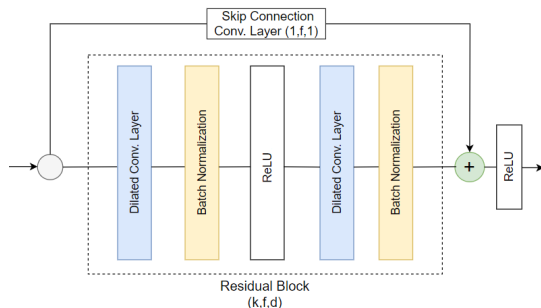 Skip Connection
Conv. Layer (1,f,1)
Dilated Conv. Layer
Batch Normalization
ReLU
Dilated Conv. Layer
Batch Normalization
+
ReLU
Residual Block
(k,f,d)